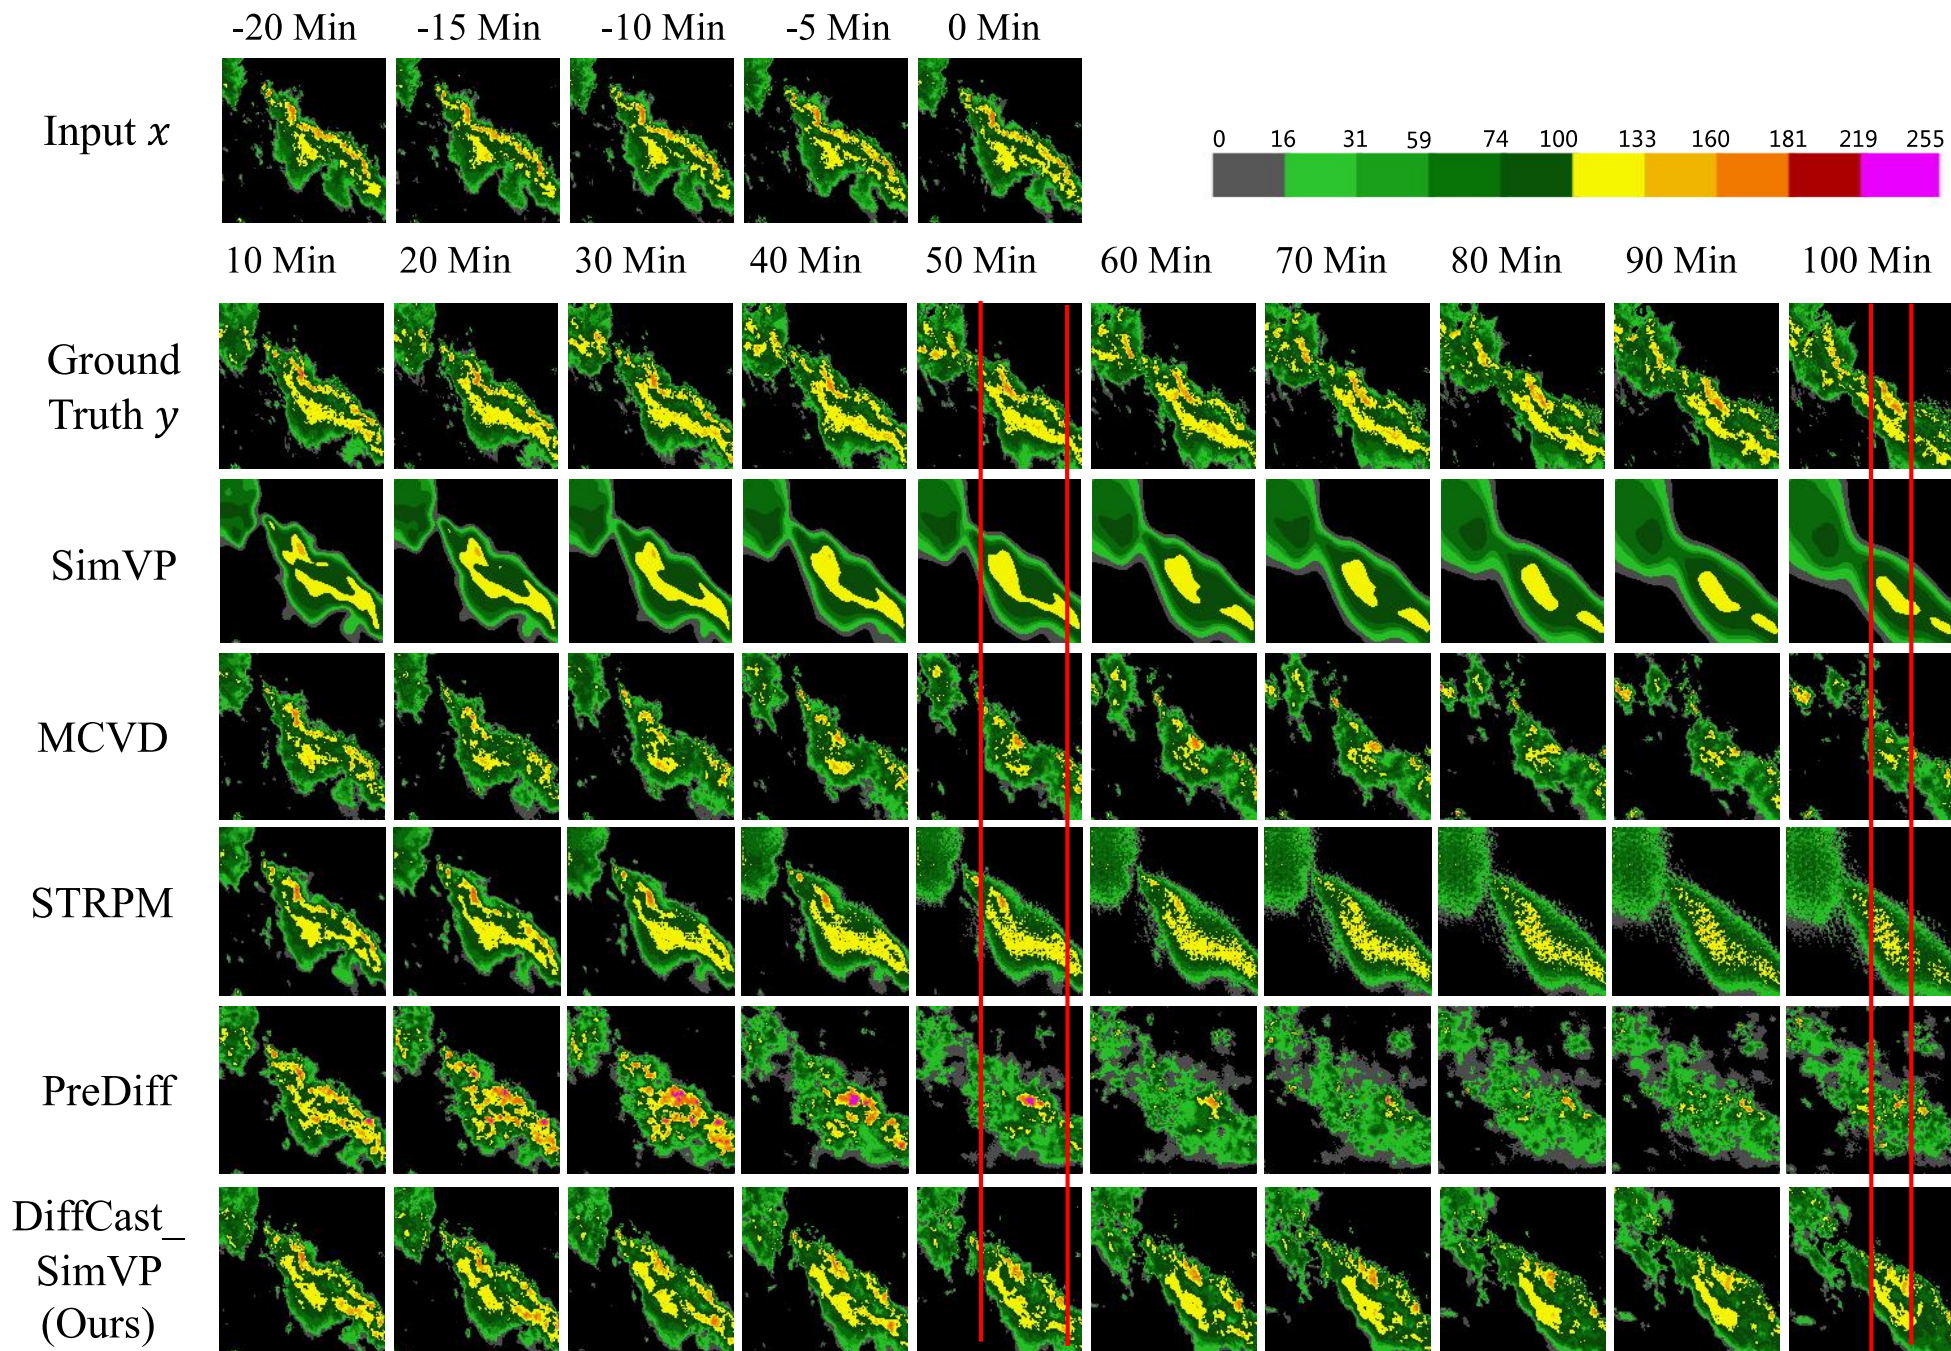 -20 Min -15 Min -10 Min -5 Min 0 Min
Input x
0 16 31 59 74 100 133 160 181 219 255
10 Min 20 Min 30 Min 40 Min 50 Min 60 Min 70 Min 80 Min 90 Min 100 Min
Ground
Truth y
SimVP
MCVD
STRPM
PreDiff
DiffCast_
SimVP
(Ours)